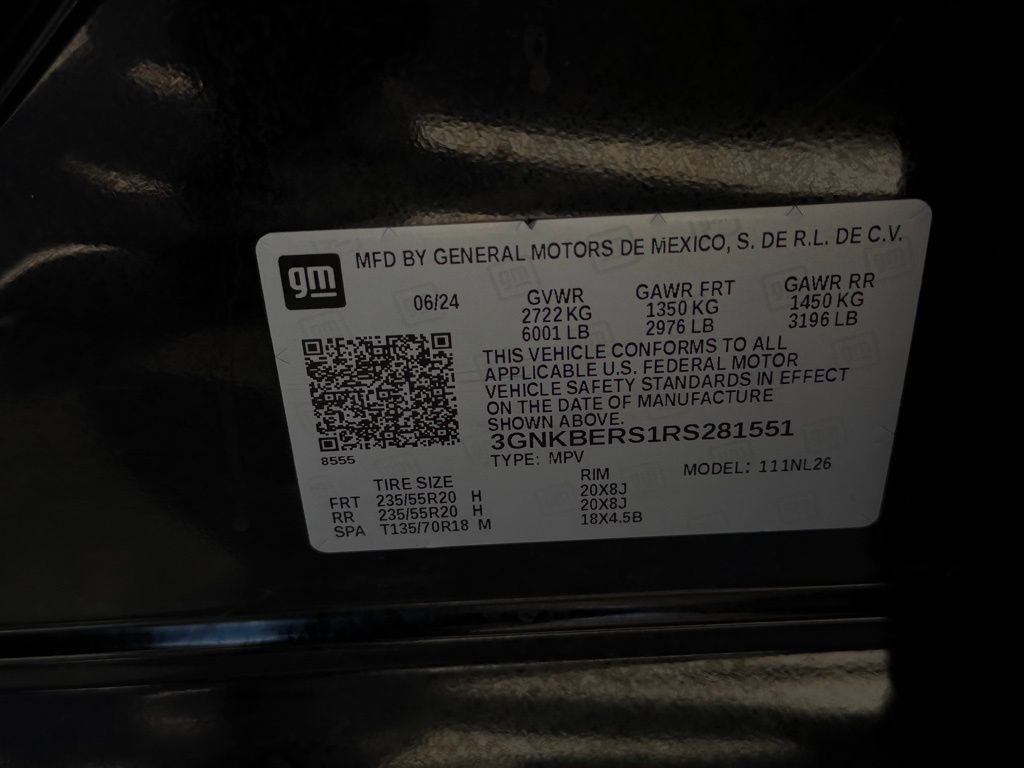 gm
MFD BY GENERAL MOTORS DE MEXICO, S. DE R.L. DE C.V.
06/24 GVWR GAWR FRT GAWR RR
2722 KG 1350 KG 1450 KG
6001 LB 2976 LB 3196 LB
THIS VEHICLE CONFORMS TO ALL
APPLICABLE U.S. FEDERAL MOTOR
VEHICLE SAFETY STANDARDS IN EFFECT
ON THE DATE OF MANUFACTURE
SHOWN ABOVE.
3GNKBERS1RS281551
8555
TYPE: MPV MODEL: 111NL26
TIRE SIZE RIM
FRT 235/55R20 H 20X8J
RR 235/55R20 H 20X8J
SPA T135/70R18 M 18X4.5B